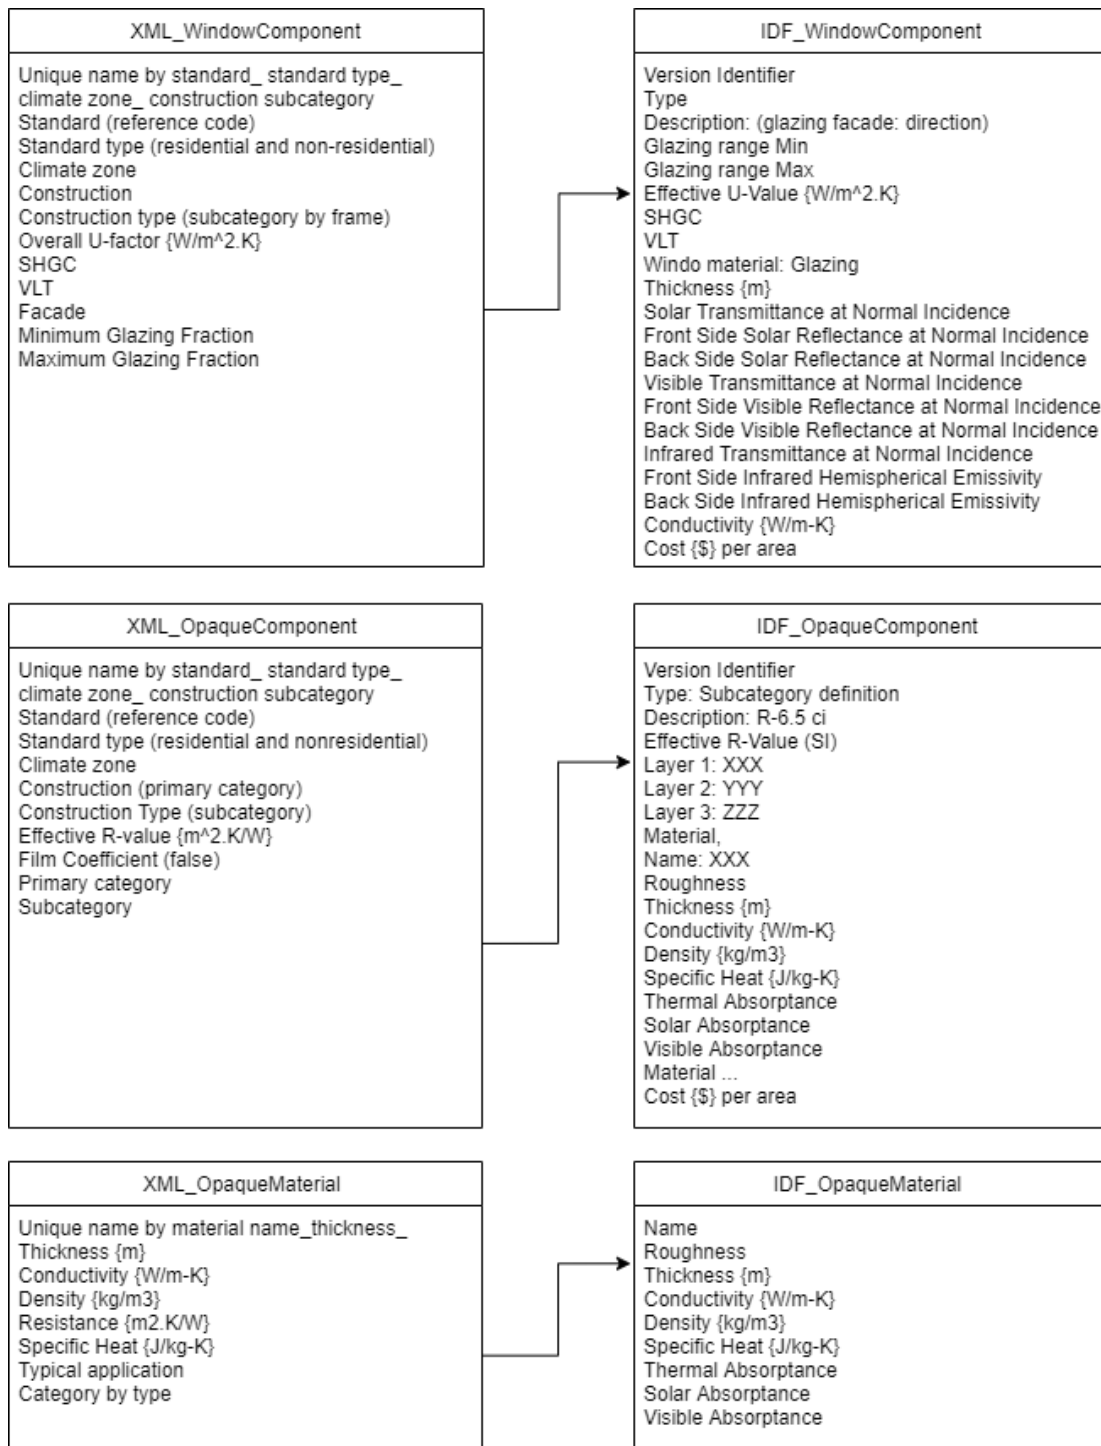 XML_WindowComponent
Unique name by standard_ standard type_
climate zone_ construction subcategory
Standard (reference code)
Standard type (residential and non-residential)
Climate zone
Construction
Construction type (subcategory by frame)
Overall U-factor {W/m^2.K}
SHGC
VLT
Facade
Minimum Glazing Fraction
Maximum Glazing Fraction
IDF_WindowComponent
Version Identifier
Type
Description: (glazing facade: direction)
Glazing range Min
Glazing range Max
Effective U-Value {W/m^2.K}
SHGC
VLT
Windo material: Glazing
Thickness {m}
Solar Transmittance at Normal Incidence
Front Side Solar Reflectance at Normal Incidence
Back Side Solar Reflectance at Normal Incidence
Visible Transmittance at Normal Incidence
Front Side Visible Reflectance at Normal Incidence
Back Side Visible Reflectance at Normal Incidence
Infrared Transmittance at Normal Incidence
Front Side Infrared Hemispherical Emissivity
Back Side Infrared Hemispherical Emissivity
Conductivity {W/m-K}
Cost {$} per area
XML_OpaqueComponent
Unique name by standard_ standard type_
climate zone_ construction subcategory
Standard (reference code)
Standard type (residential and nonresidential)
Climate zone
Construction (primary category)
Construction Type (subcategory)
Effective R-value {m^2.K/W}
Film Coefficient (false)
Primary category
Subcategory
IDF_OpaqueComponent
Version Identifier
Type: Subcategory definition
Description: R-6.5 ci
Effective R-Value (SI)
Layer 1: XXX
Layer 2: YYY
Layer 3: ZZZ
Material,
Name: XXX
Roughness
Thickness {m}
Conductivity {W/m-K}
Density {kg/m3}
Specific Heat {J/kg-K}
Thermal Absorptance
Solar Absorptance
Visible Absorptance
Material ...
Cost {$} per area
XML_OpaqueMaterial
Unique name by material name_thickness_
Thickness {m}
Conductivity {W/m-K}
Density {kg/m3}
Resistance {m2.K/W}
Specific Heat {J/kg-K}
Typical application
Category by type
IDF_OpaqueMaterial
Name
Roughness
Thickness {m}
Conductivity {W/m-K}
Density {kg/m3}
Specific Heat {J/kg-K}
Thermal Absorptance
Solar Absorptance
Visible Absorptance